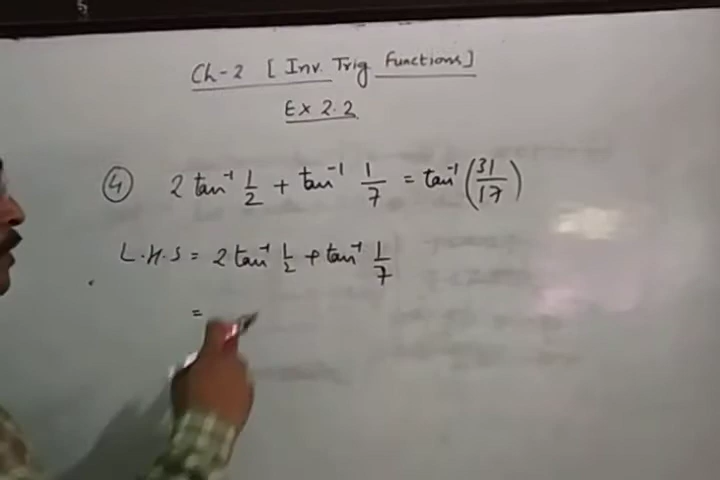 Ch-2 [Inv. Trig Functions]
Ex 2.2
④ 2 tan⁻¹ 1/2 + tan⁻¹ 1/7 = tan⁻¹ (31/17)
L.H.S = 2 tan⁻¹ 1/2 + tan⁻¹ 1/7
=